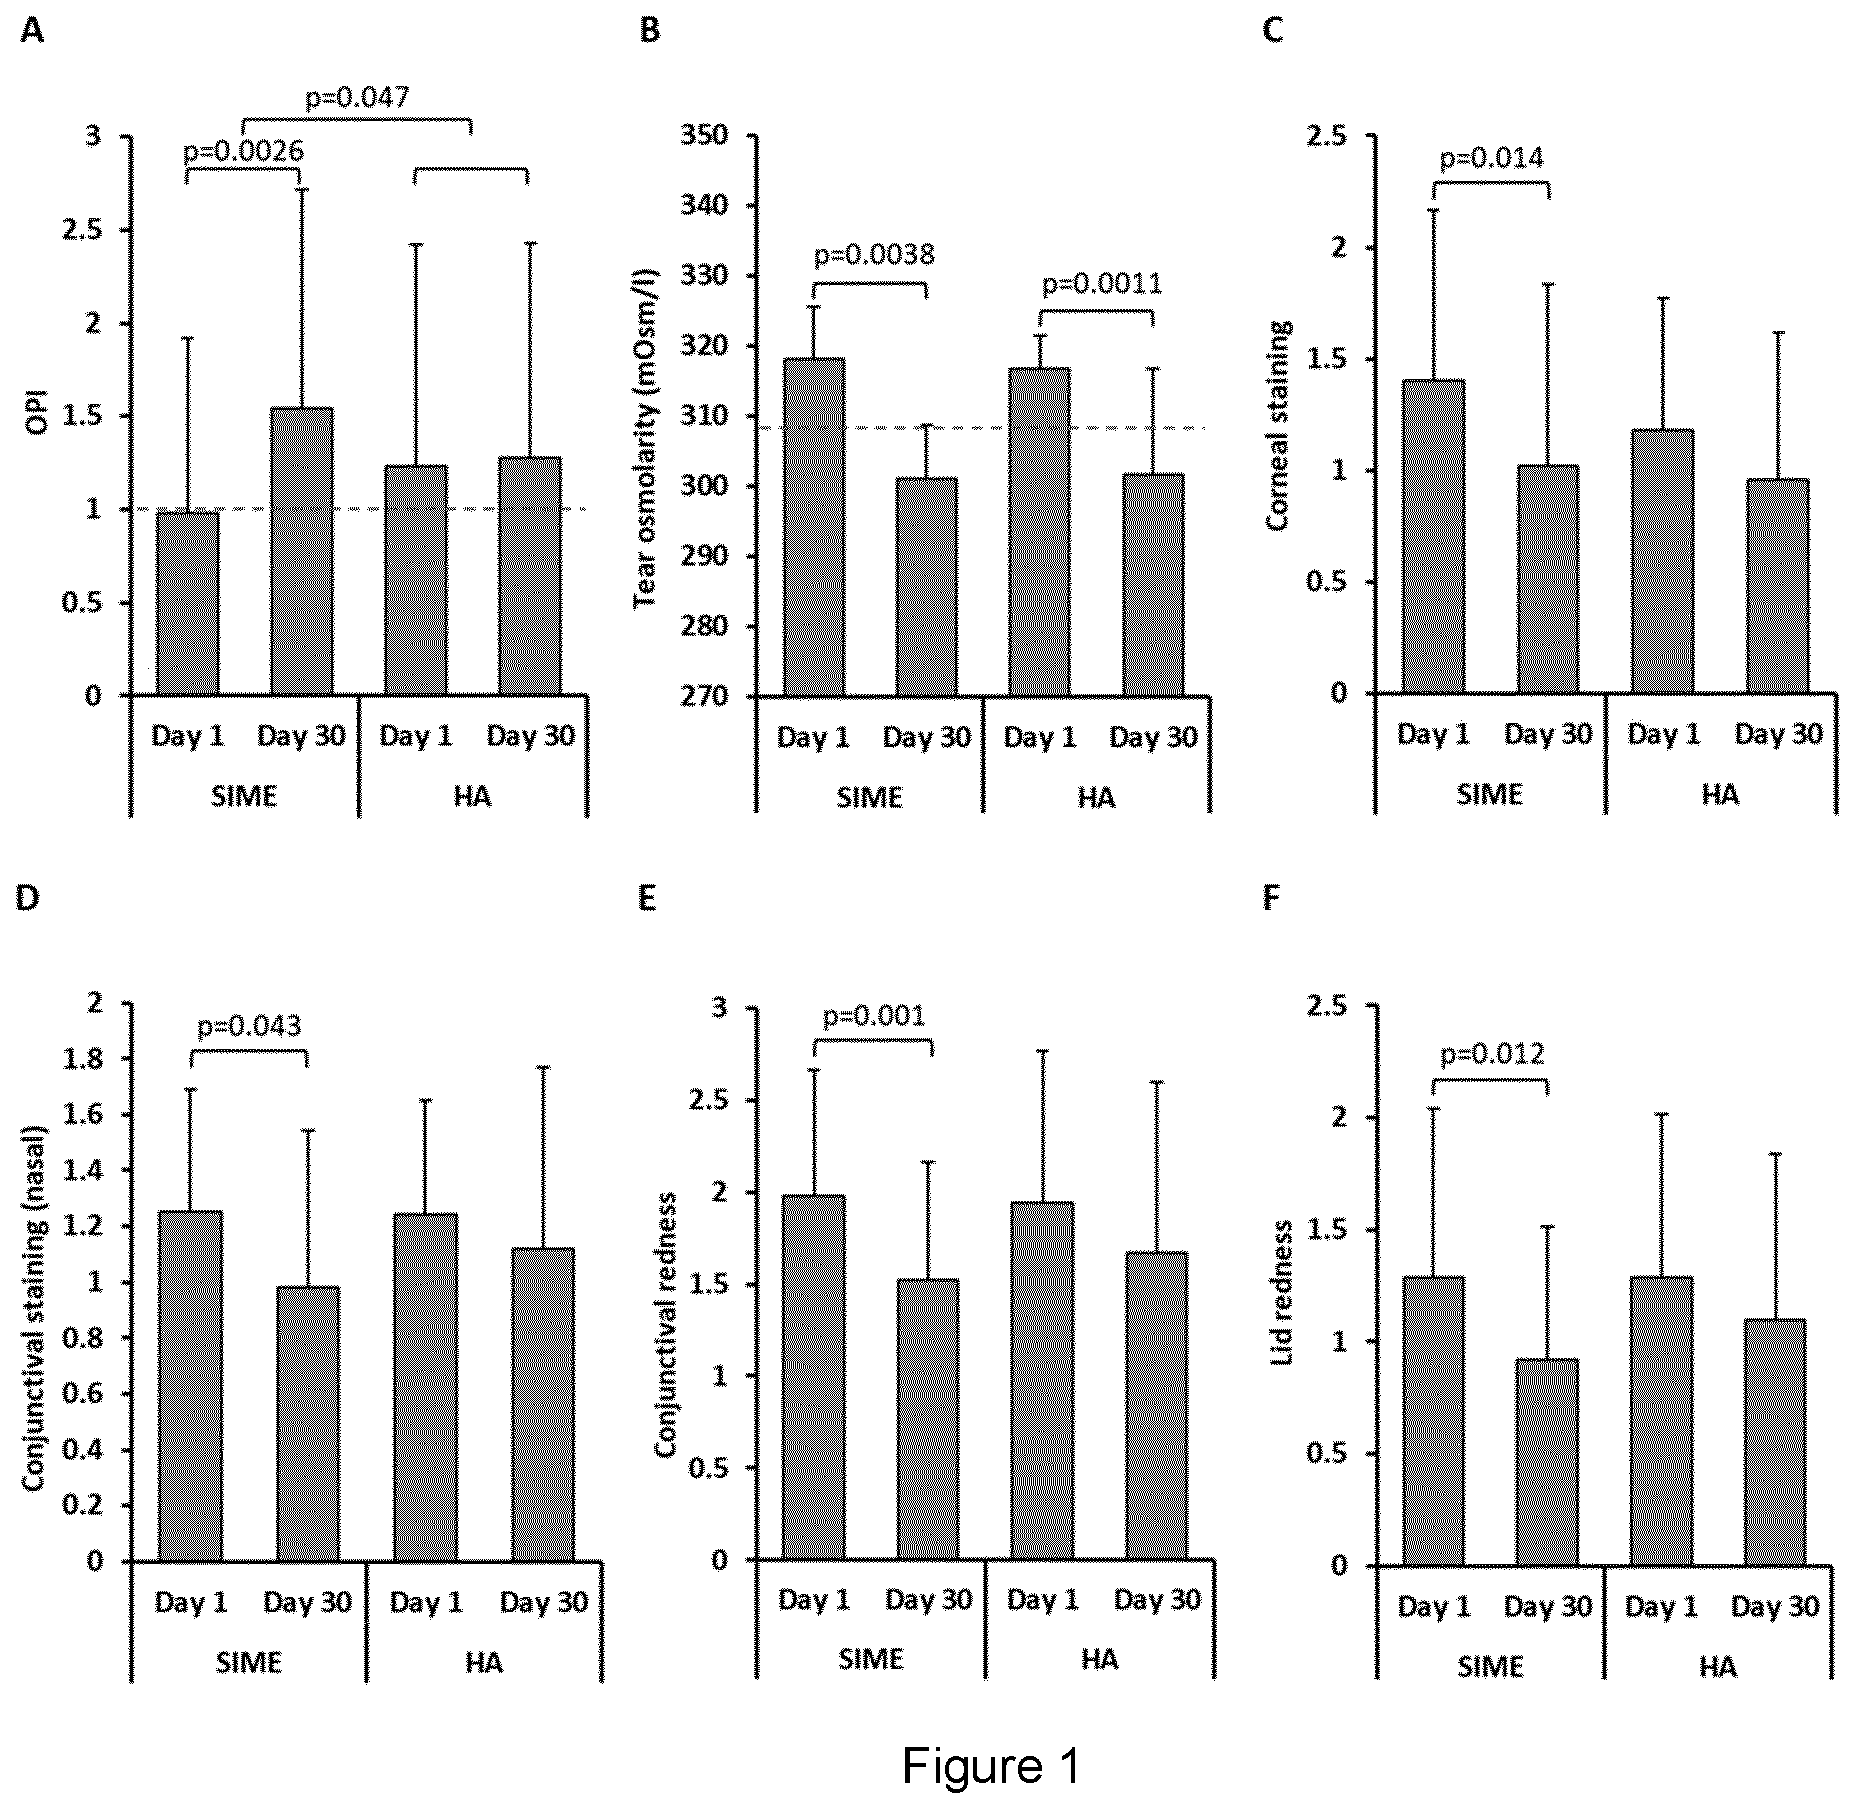 A
p=0.047
p=0.0026
3
2.5
2
1.5
1
0.5
0
OPI
Day 1 Day 30 Day 1 Day 30
SIME HA
B
350
340
330
320
310
300
290
280
270
Tear osmolarity (mOsm/l)
p=0.0038
p=0.0011
Day 1 Day 30 Day 1 Day 30
SIME HA
C
2.5
2
1.5
1
0.5
0
Corneal staining
p=0.014
Day 1 Day 30 Day 1 Day 30
SIME HA
D
2
1.8
1.6
1.4
1.2
1
0.8
0.6
0.4
0.2
0
Conjunctival staining (nasal)
p=0.043
Day 1 Day 30 Day 1 Day 30
SIME HA
E
3
2.5
2
1.5
1
0.5
0
Conjunctival redness
p=0.001
Day 1 Day 30 Day 1 Day 30
SIME HA
F
2.5
2
1.5
1
0.5
0
Lid redness
p=0.012
Day 1 Day 30 Day 1 Day 30
SIME HA
Figure 1